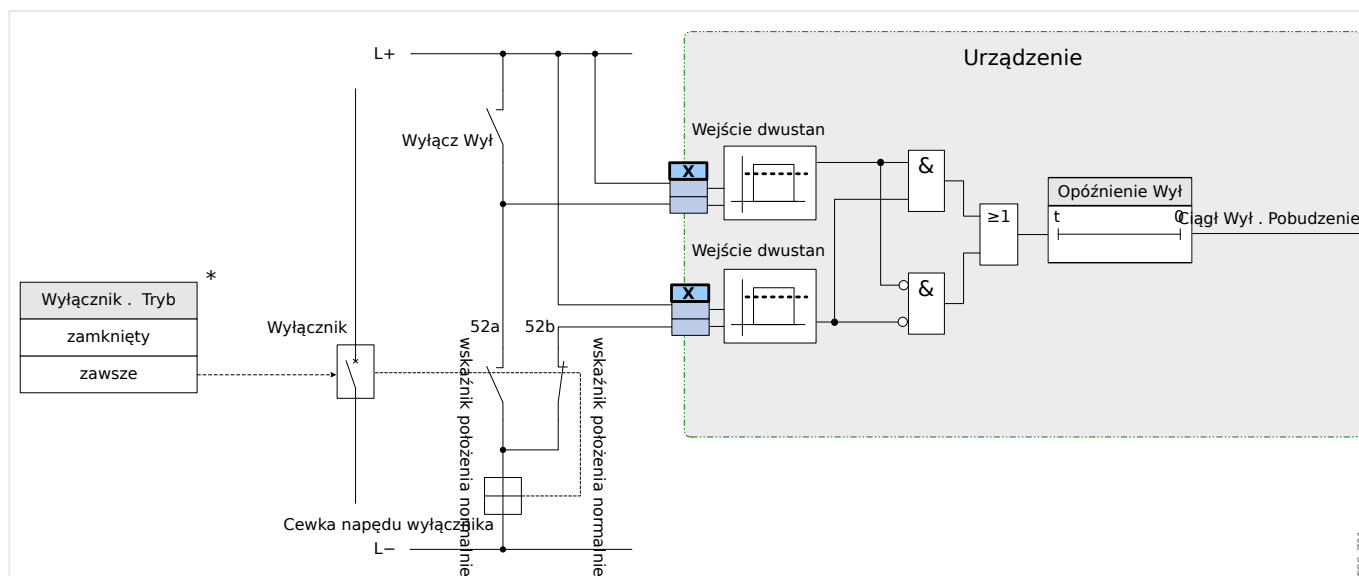 Urządzenie
L+
Wyłącz Wył
Wejście dwustan
X
&
Opóźnienie Wył
t 0
Ciągł Wył . Pobudzenie
≥1
Wejście dwustan
X
&
*
Wyłącznik . Tryb
zamknięty
zawsze
Wyłącznik
52a 52b
wskaźnik położenia normalnie
wskaźnik położenia normalnie
Cewka napędu wyłącznika
L−